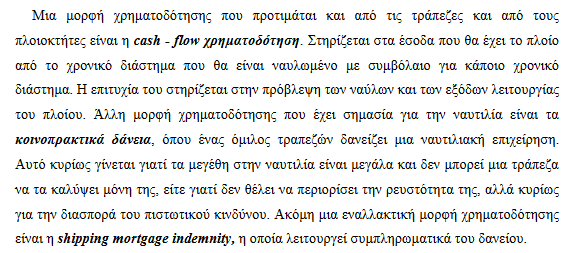 Μια μορφή χρηματοδότησης που προτιμάται και από τις τράπεζες και από τους
πλοιοκτήτες είναι η cash - flow χρηματοδότηση. Στηρίζεται στα έσοδα που θα έχει το πλοίο
από το χρονικό διάστημα που θα είναι ναυλωμένο με συμβόλαιο για κάποιο χρονικό
διάστημα. Η επιτυχία του στηρίζεται στην πρόβλεψη των ναύλων και των εξόδων λειτουργίας
του πλοίου. Άλλη μορφή χρηματοδότησης που έχει σημασία για την ναυτιλία είναι τα
κοινοπρακτικά δάνεια, όπου ένας όμιλος τραπεζών δανείζει μια ναυτιλιακή επιχείρηση.
Αυτό κυρίως γίνεται γιατί τα μεγέθη στην ναυτιλία είναι μεγάλα και δεν μπορεί μια τράπεζα
να τα καλύψει μόνη της, είτε γιατί δεν θέλει να περιορίσει την ρευστότητα της, αλλά κυρίως
για την διασπορά του πιστωτικού κινδύνου. Ακόμη μια εναλλακτική μορφή χρηματοδότησης
είναι η shipping mortgage indemnity, η οποία λειτουργεί συμπληρωματικά του δανείου.